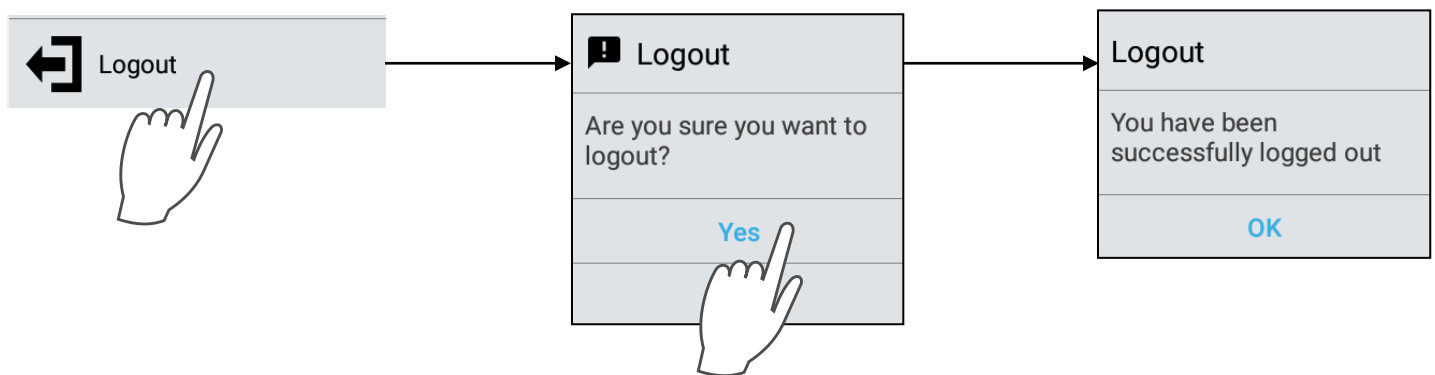 Logout
Logout
Are you sure you want to
logout?
Yes
Logout
You have been
successfully logged out
OK